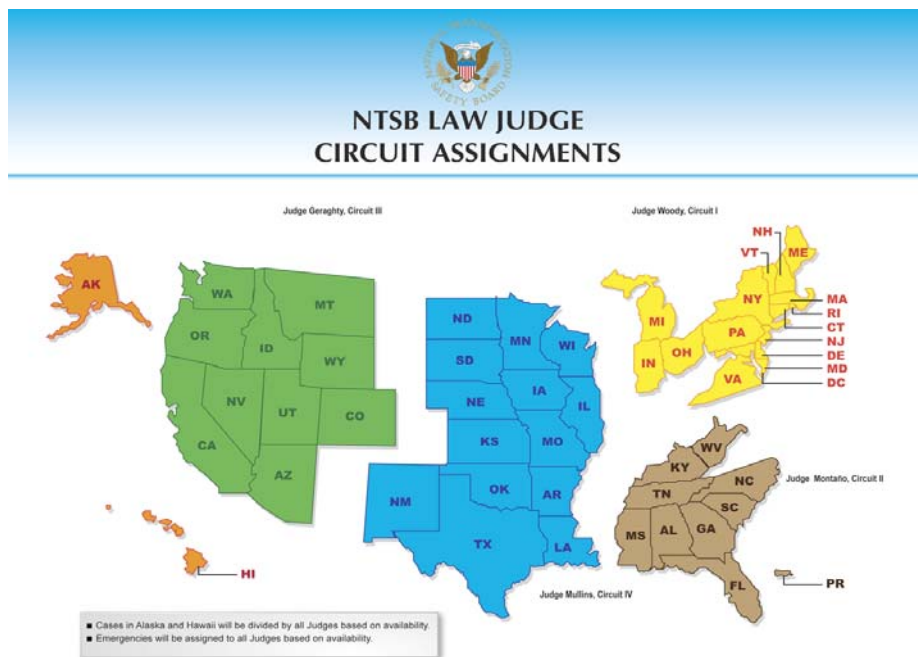 NATIONAL TRANSPORTATION
SAFETY BOARD
NTSB LAW JUDGE
CIRCUIT ASSIGNMENTS
Judge Geraghty, Circuit III
Judge Woody, Circuit I
NH
VT
ME
AK
WA
MT
NY
MA
RI
CT
NJ
DE
MD
DC
ND
MN
MI
OR
ID
WI
PA
SD
WY
IN
OH
VA
NE
IA
IL
NV
UT
CO
CA
KS
MO
WV
KY
AZ
NC
Judge Montaño, Circuit II
TN
OK
AR
NM
SC
MS
AL
GA
TX
LA
HI
FL
PR
Judge Mullins, Circuit IV
■ Cases in Alaska and Hawaii will be divided by all Judges based on availability.
■ Emergencies will be assigned to all Judges based on availability.